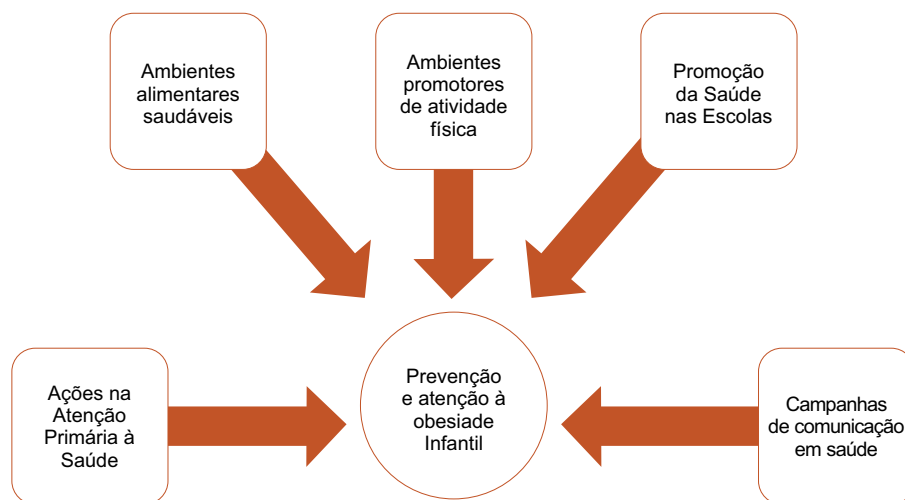 Ambientes
alimentares
saudáveis
Ambientes
promotores
de atividade
física
Promoção
da Saúde
nas Escolas
Ações na
Atenção
Primária à
Saúde
Prevenção
e atenção à
obesiade
Infantil
Campanhas
de comunicação
em saúde